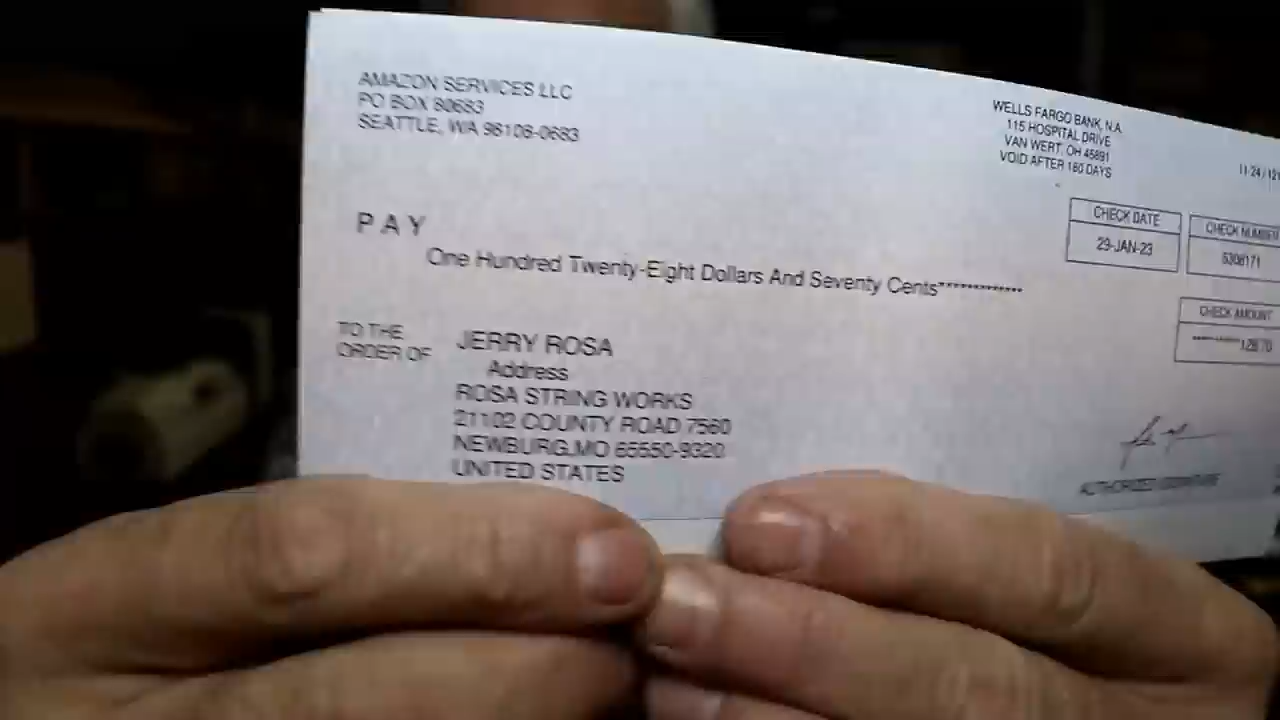 AMAZON SERVICES LLC
PO BOX 80683
SEATTLE, WA 98108-0683
WELLS FARGO BANK, N.A.
115 HOSPITAL DRIVE
VAN WERT, OH 45891
VOID AFTER 180 DAYS
CHECK DATE
29-JAN-23
CHECK NUMBER
5308171
PAY
One Hundred Twenty-Eight Dollars And Seventy Cents*************
CHECK AMOUNT
TO THE
ORDER OF
JERRY ROSA
Address
ROSA STRING WORKS
21102 COUNTY ROAD 7560
NEWBURG,MO 65550-9320
UNITED STATES
AUTHORIZED SIGNATURE